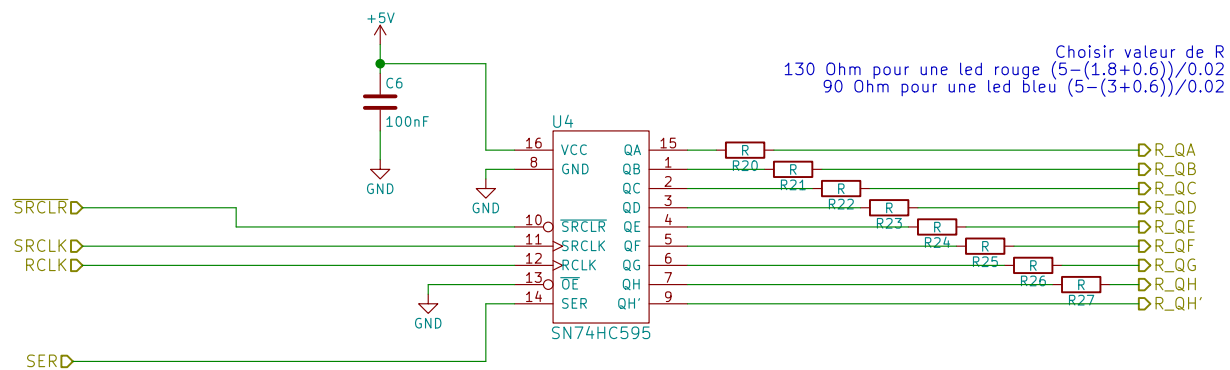 +5V
Choisir valeur de R
130 Ohm pour une led rouge (5-(1.8+0.6))/0.02
90 Ohm pour une led bleu (5-(3+0.6))/0.02
C6
100nF
GND
U4
16 VCC QA 15 R R20 R_QA
8 GND QB 1 R R21 R_QB
GND
QC 2 R R22 R_QC
SRCLR QD 3 R R23 R_QD
10 SRCLR QE 4 R R24 R_QE
SRCLK 11 SRCLK QF 5 R R25 R_QF
RCLK 12 RCLK QG 6 R R26 R_QG
13 OE QH 7 R R27 R_QH
14 SER QH' 9 R_QH'
GND
SN74HC595
SER